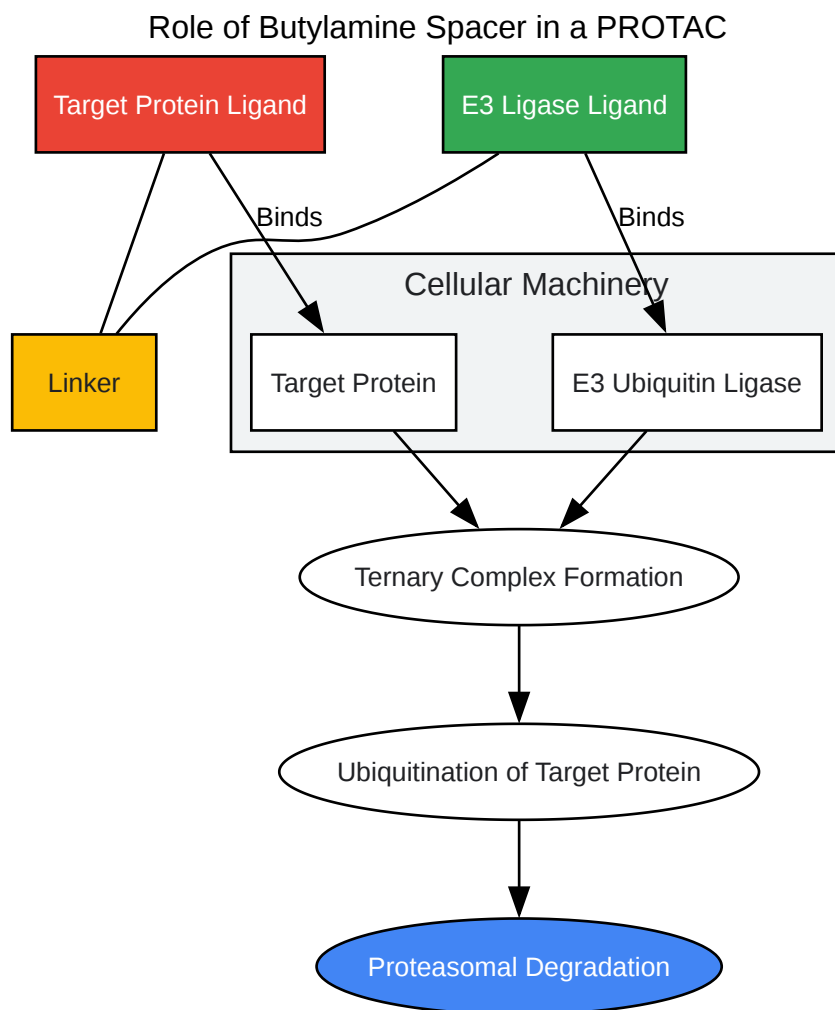 Role of Butylamine Spacer in a PROTAC
Target Protein Ligand
E3 Ligase Ligand
Binds
Binds
Cellular Machinery
Linker
Target Protein
E3 Ubiquitin Ligase
Ternary Complex Formation
Ubiquitination of Target Protein
Proteasomal Degradation